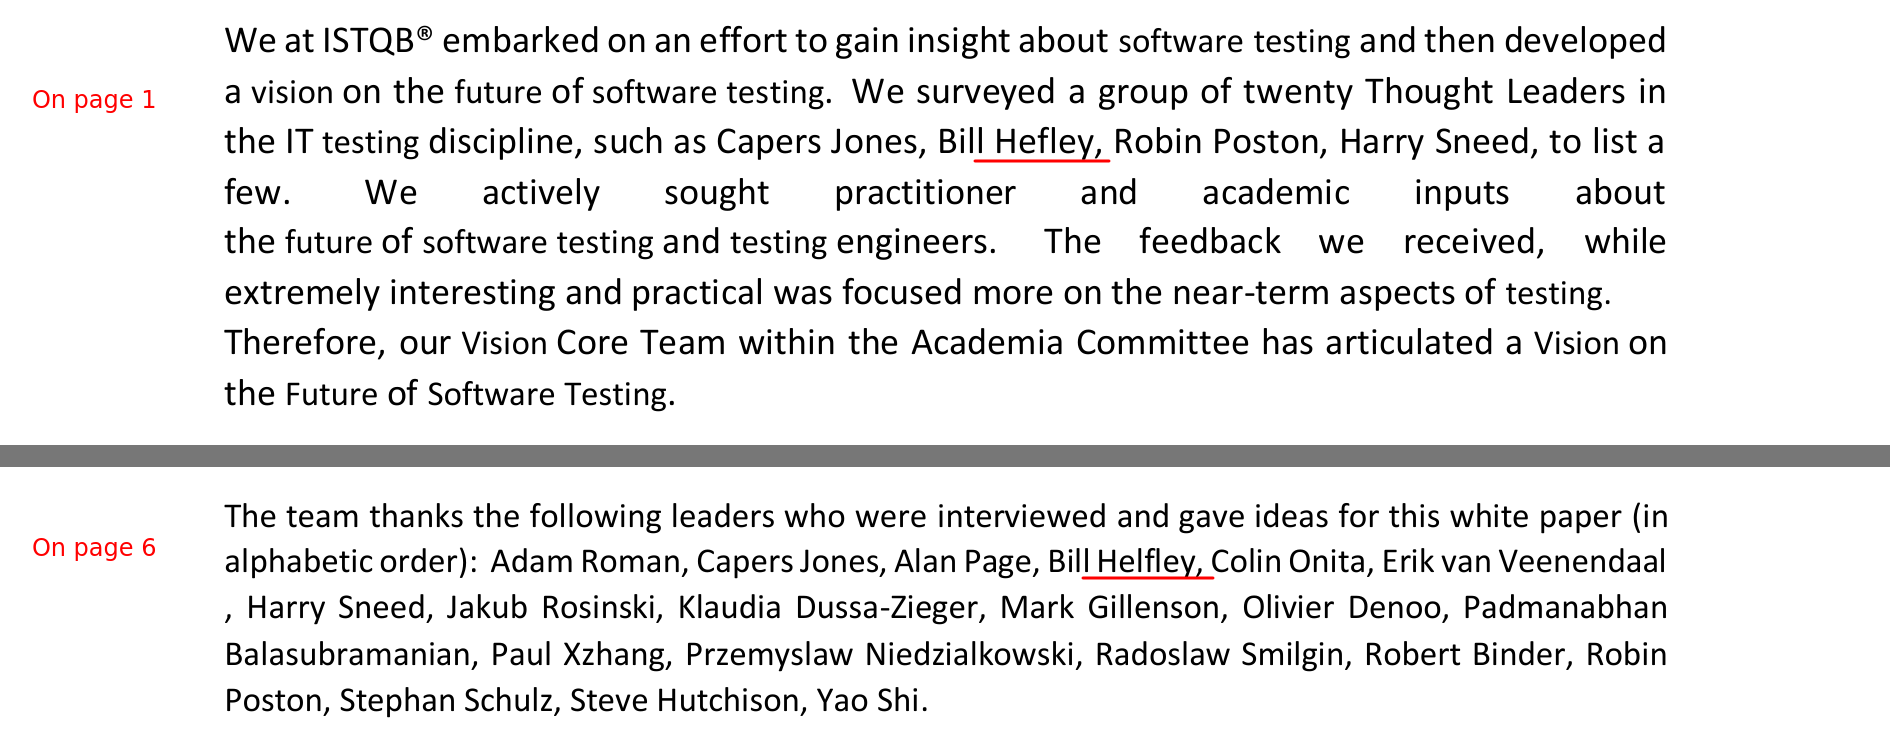 We at ISTQB® embarked on an effort to gain insight about software testing and then developed
On page 1
a vision on the future of software testing. We surveyed a group of twenty Thought Leaders in
the IT testing discipline, such as Capers Jones, Bill Hefley, Robin Poston, Harry Sneed, to list a
few. We actively sought practitioner and academic inputs about
the future of software testing and testing engineers. The feedback we received, while
extremely interesting and practical was focused more on the near-term aspects of testing.
Therefore, our Vision Core Team within the Academia Committee has articulated a Vision on
the Future of Software Testing.
The team thanks the following leaders who were interviewed and gave ideas for this white paper (in
On page 6
alphabetic order): Adam Roman, Capers Jones, Alan Page, Bill Helfley, Colin Onita, Erik van Veenendaal
, Harry Sneed, Jakub Rosinski, Klaudia Dussa-Zieger, Mark Gillenson, Olivier Denoo, Padmanabhan
Balasubramanian, Paul Xzhang, Przemyslaw Niedzialkowski, Radoslaw Smilgin, Robert Binder, Robin
Poston, Stephan Schulz, Steve Hutchison, Yao Shi.